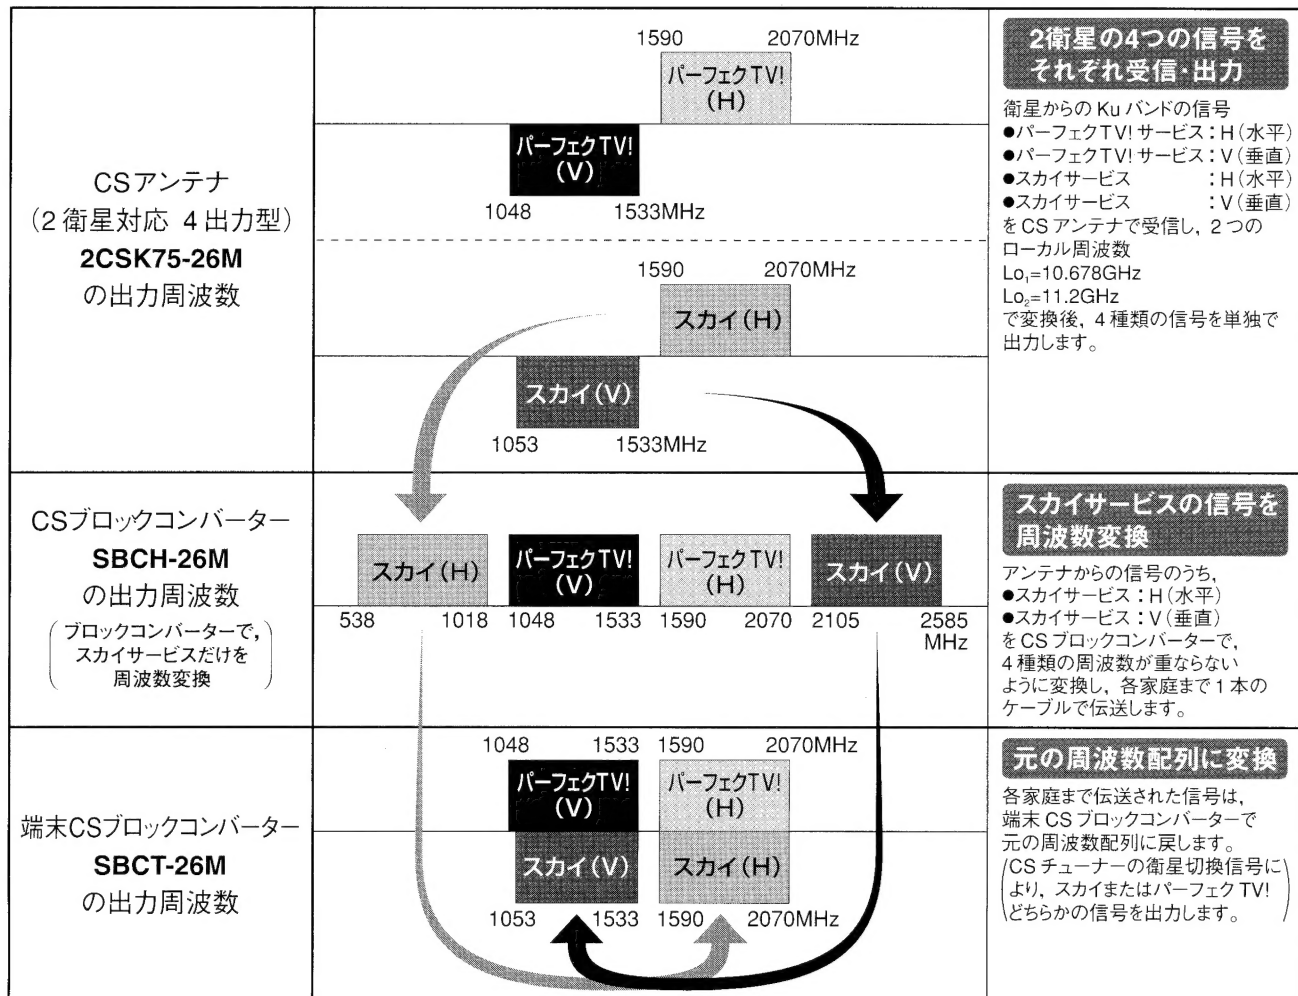 CSアンテナ
（2衛星対応 4出力型）
2CSK75-26M
の出力周波数
1590 2070MHz
パーフェクTV!
（H）
パーフェクTV!
（V）
1048 1533MHz
1590 2070MHz
スカイ（H）
スカイ（V）
1053 1533MHz
2衛星の4つの信号を
それぞれ受信・出力
衛星からの Ku バンドの信号
●パーフェクTV! サービス：H（水平）
●パーフェクTV! サービス：V（垂直）
●スカイサービス ：H（水平）
●スカイサービス ：V（垂直）
を CS アンテナで受信し，2つの
ローカル周波数
Lo₁=10.678GHz
Lo₂=11.2GHz
で変換後，4種類の信号を単独で
出力します。
CSブロックコンバーター
SBCH-26M
の出力周波数
（ブロックコンバーターで，
スカイサービスだけを
周波数変換）
スカイ（H）
パーフェクTV!
（V）
パーフェクTV!
（H）
スカイ（V）
538 1018 1048 1533 1590 2070 2105 2585
MHz
スカイサービスの信号を
周波数変換
アンテナからの信号のうち，
●スカイサービス：H（水平）
●スカイサービス：V（垂直）
を CS ブロックコンバーターで，
4種類の周波数が重ならない
ように変換し，各家庭まで1本の
ケーブルで伝送します。
端末CSブロックコンバーター
SBCT-26M
の出力周波数
1048 1533 1590 2070MHz
パーフェクTV!
（V）
パーフェクTV!
（H）
スカイ（V） スカイ（H）
1053 1533 1590 2070MHz
元の周波数配列に変換
各家庭まで伝送された信号は，
端末 CS ブロックコンバーターで
元の周波数配列に戻します。
（CS チューナーの衛星切換信号に
より，スカイまたはパーフェク TV!
どちらかの信号を出力します。）